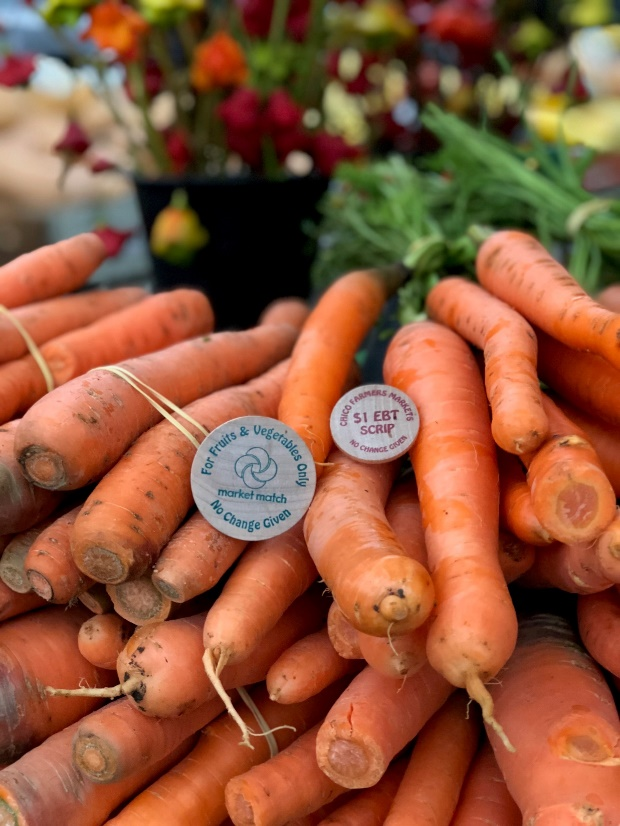 For Fruits & Vegetables Only
market match
No Change Given
CHICO FARMERS MARKETS
$1 EBT
SCRIP
NO CHANGE GIVEN